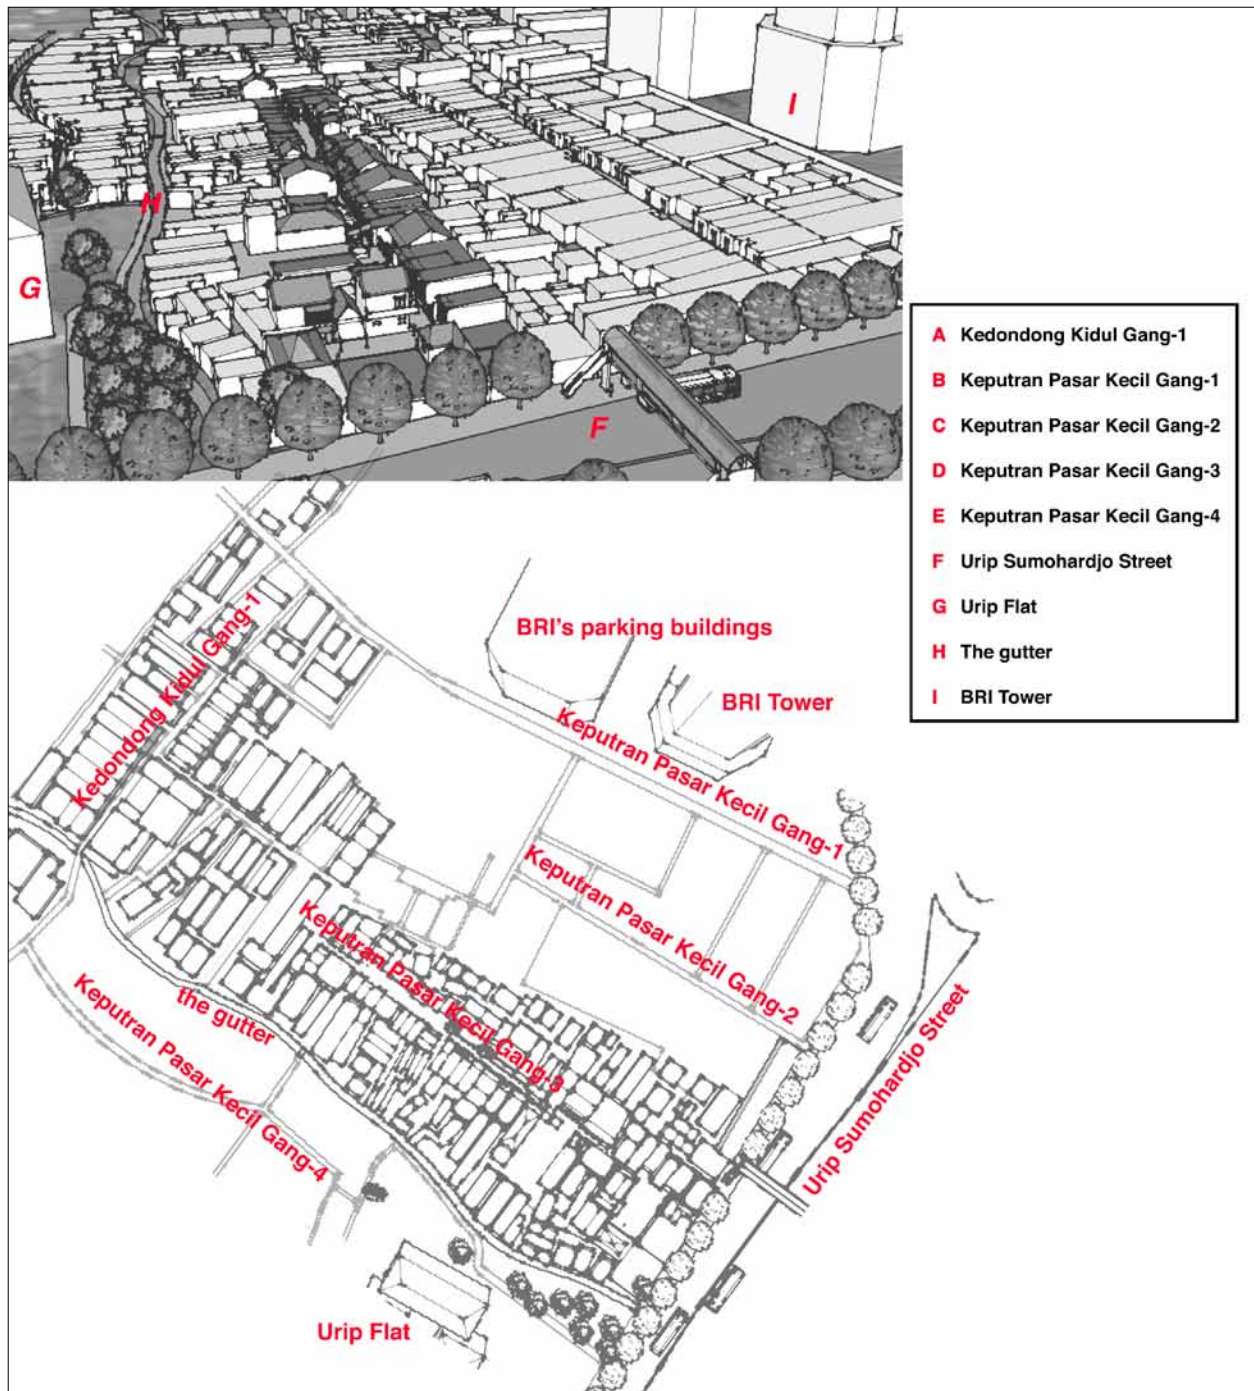 I
H
G
F
A Kedondong Kidul Gang-1
B Keputran Pasar Kecil Gang-1
C Keputran Pasar Kecil Gang-2
D Keputran Pasar Kecil Gang-3
E Keputran Pasar Kecil Gang-4
F Urip Sumohardjo Street
G Urip Flat
H The gutter
I BRI Tower
Kedondong Kidul Gang-1
BRI's parking buildings
BRI Tower
Keputran Pasar Kecil Gang-1
Keputran Pasar Kecil Gang-2
Keputran Pasar Kecil Gang-3
the gutter
Keputran Pasar Kecil Gang-4
Urip Sumohardjo Street
Urip Flat